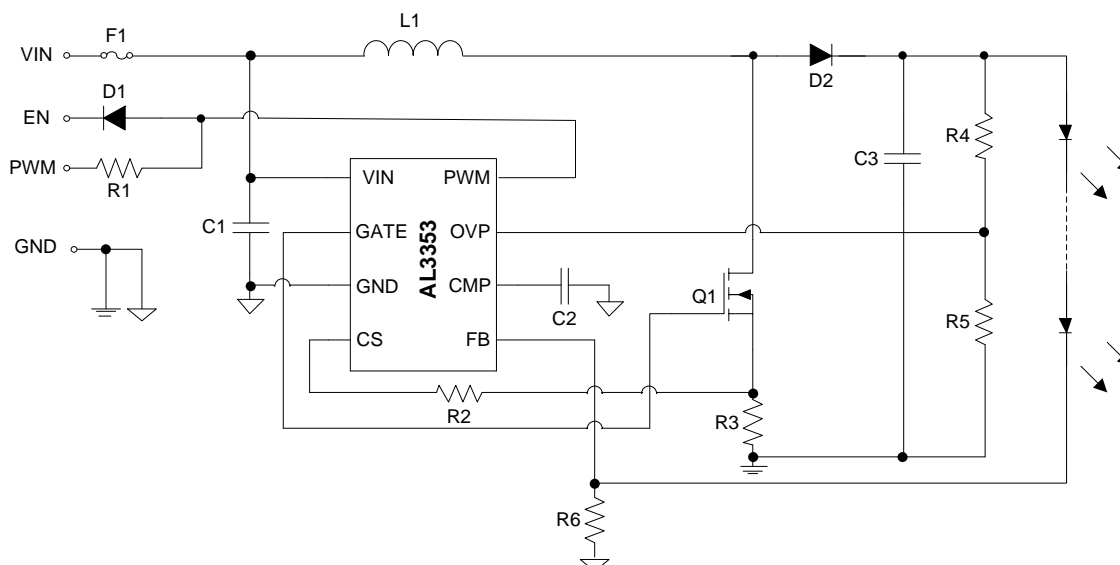 L1
F1
VIN
D2
D1
EN
R4
PWM
C3
R1
VIN
PWM
C1
GATE
OVP
GND
AL3353
GND
CMP
Q1
C2
R5
CS
FB
R2
R3
R6